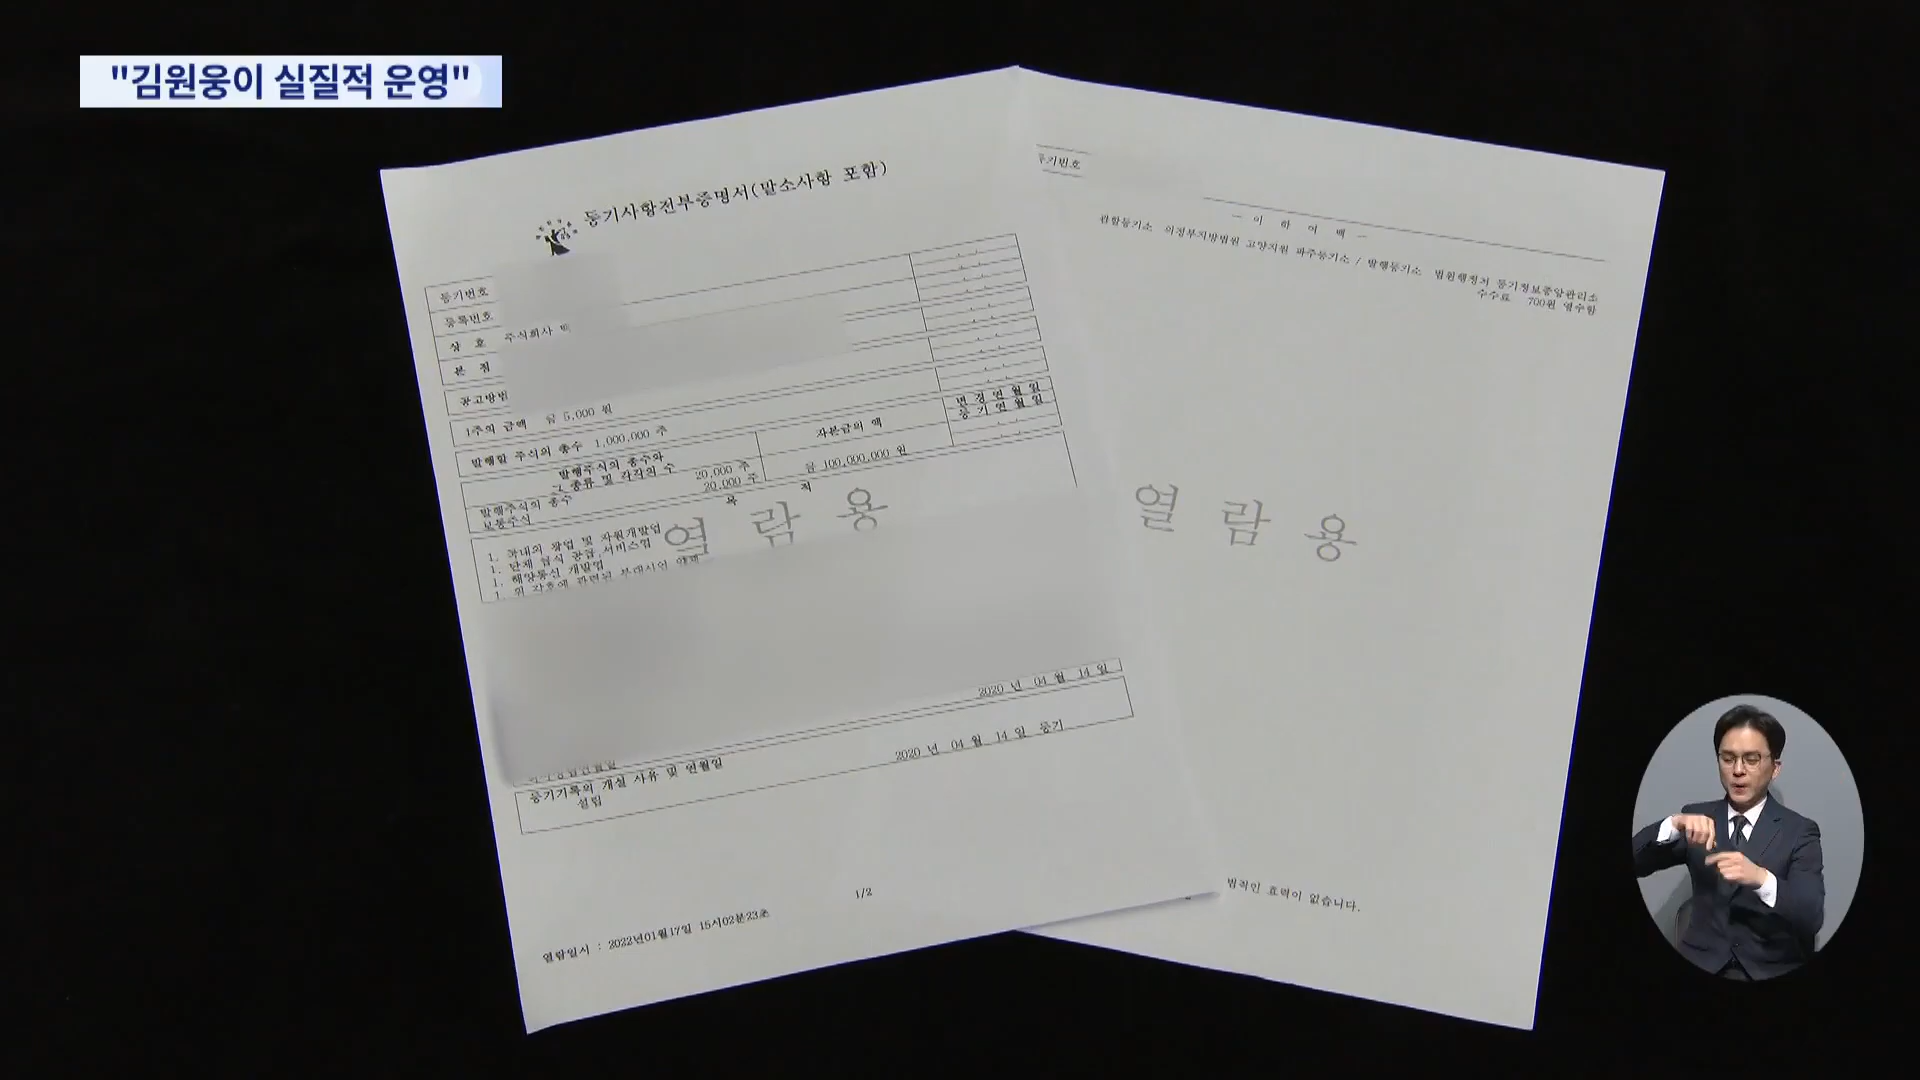 "김원웅이 실질적 운영"
등기사항전부증명서(말소사항 포함)
등기번호
등록번호
상 호 주식회사
본 점
공고방법
1주의 금액 금 5,000 원
발행할 주식의 총수 1,000,000 주
발행주식의 총수와
그 종류 및 각각의 수
자본금의 액
변 경 연 월 일
등 기 연 월 일
발행주식의 총수 20,000 주
보통주식 20,000 주
금 100,000,000 원
목 적
1. 국내외 광업 및 자원개발업
1. 단체 급식 공급 서비스업
1. 해양통신 개발업
1. 위 각호에 관련된 부대사업
열 람 용
2020 년 04 월 14 일
등기기록의 개설 사유 및 연월일
설립
2020 년 04 월 14 일 등기
1/2
열람일시 : 2022년01월17일 15시02분23초
등기번호
- 이 하 여 백 -
관할등기소 의정부지방법원 고양지원 파주등기소 / 발행등기소 법원행정처 등기정보중앙관리소
수수료 700원 영수함
열 람 용
법적인 효력이 없습니다.